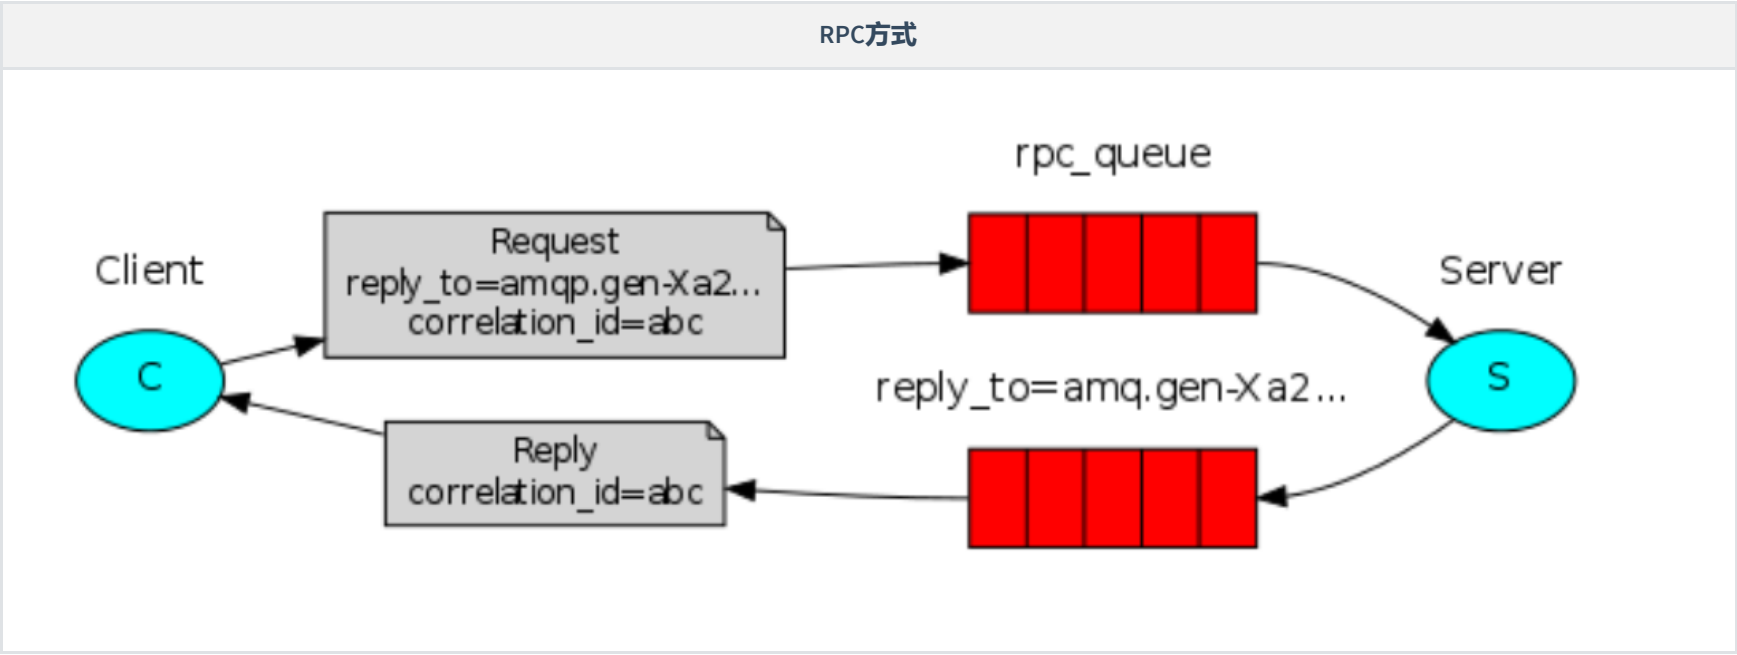 RPC方式
rpc_queue
Client
Request
reply_to=amqp.gen-Xa2...
correlation_id=abc
Server
C
S
reply_to=amq.gen-Xa2...
Reply
correlation_id=abc